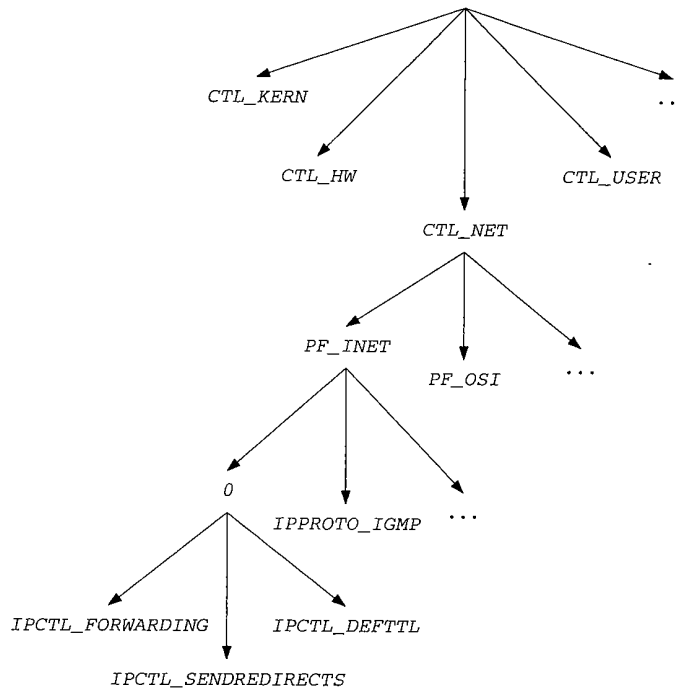 CTL_KERN
..
CTL_HW
CTL_USER
CTL_NET
PF_INET
PF_OSI
...
0
IPPROTO_IGMP
...
IPCTL_FORWARDING
IPCTL_DEFTTL
IPCTL_SENDREDIRECTS